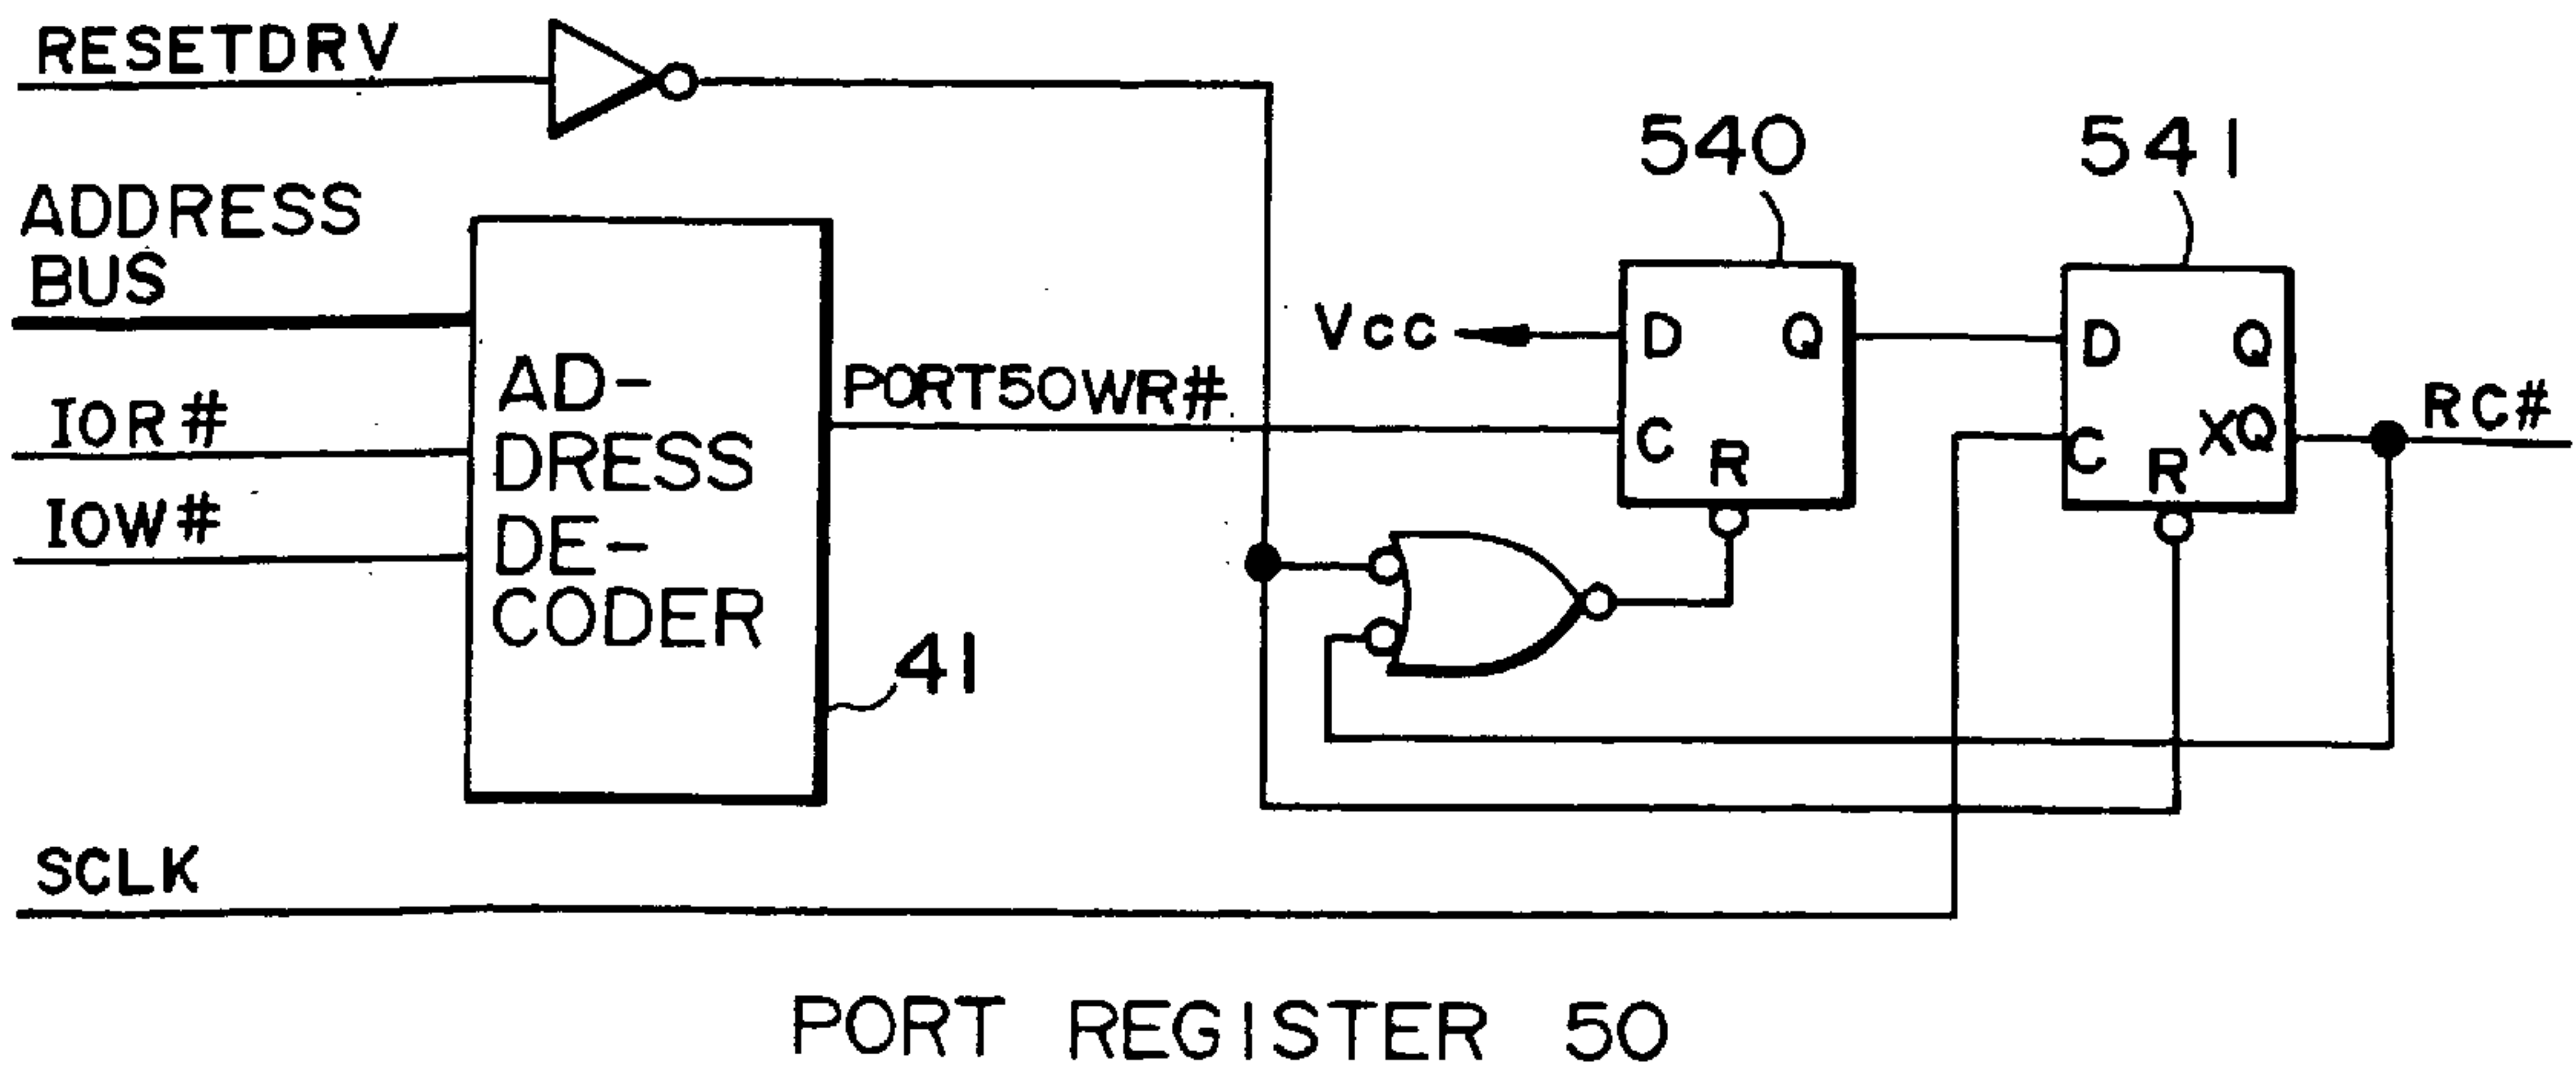 RESETDRV
ADDRESS
BUS
IOR#
IOW#
AD-
DRESS
DE-
CODER
41
PORT50WR#
Vcc
540
D
Q
C
R
541
D
Q
C
XQ
R
RC#
SCLK
PORT REGISTER 50